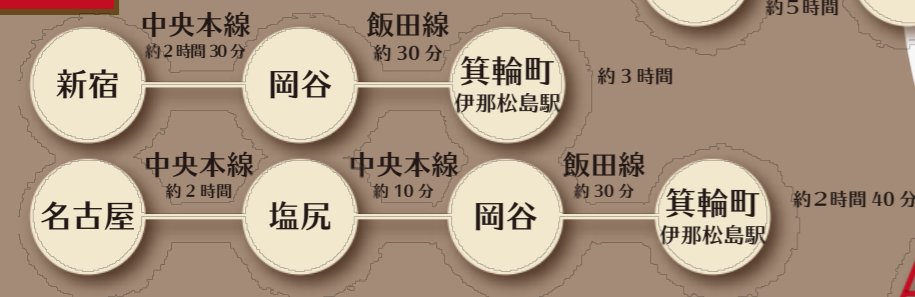 約5時間
中央本線
約2時間30分
飯田線
約30分
新宿
岡谷
箕輪町
伊那松島駅
約3時間
中央本線
約2時間
中央本線
約10分
飯田線
約30分
名古屋
塩尻
岡谷
箕輪町
伊那松島駅
約2時間40分